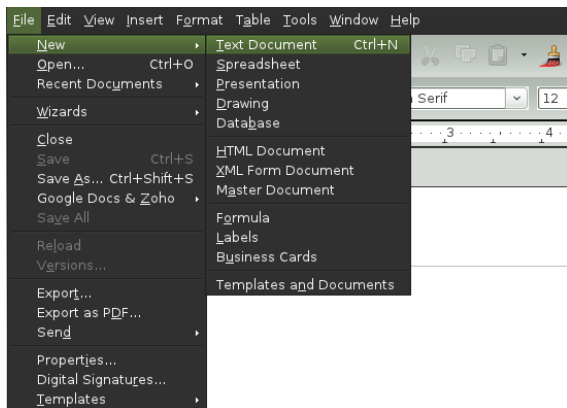 File Edit View Insert Format Table Tools Window Help
New
Open... Ctrl+O
Recent Documents
Wizards
Close
Save Ctrl+S
Save As... Ctrl+Shift+S
Google Docs & Zoho
Save All
Reload
Versions...
Export...
Export as PDF...
Send
Properties...
Digital Signatures...
Templates
Text Document Ctrl+N
Spreadsheet
Presentation
Drawing
Database
HTML Document
XML Form Document
Master Document
Formula
Labels
Business Cards
Templates and Documents
Serif 12
3 4